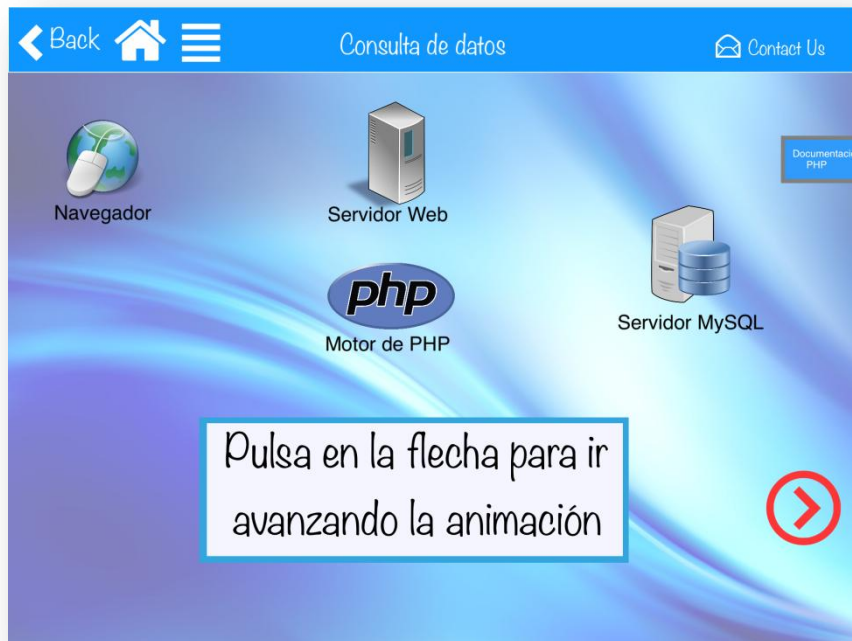 Back
Consulta de datos
Contact Us
Navegador
Servidor Web
PHP
php
Motor de PHP
Servidor MySQL
Pulsa en la flecha para ir
avanzando la animación